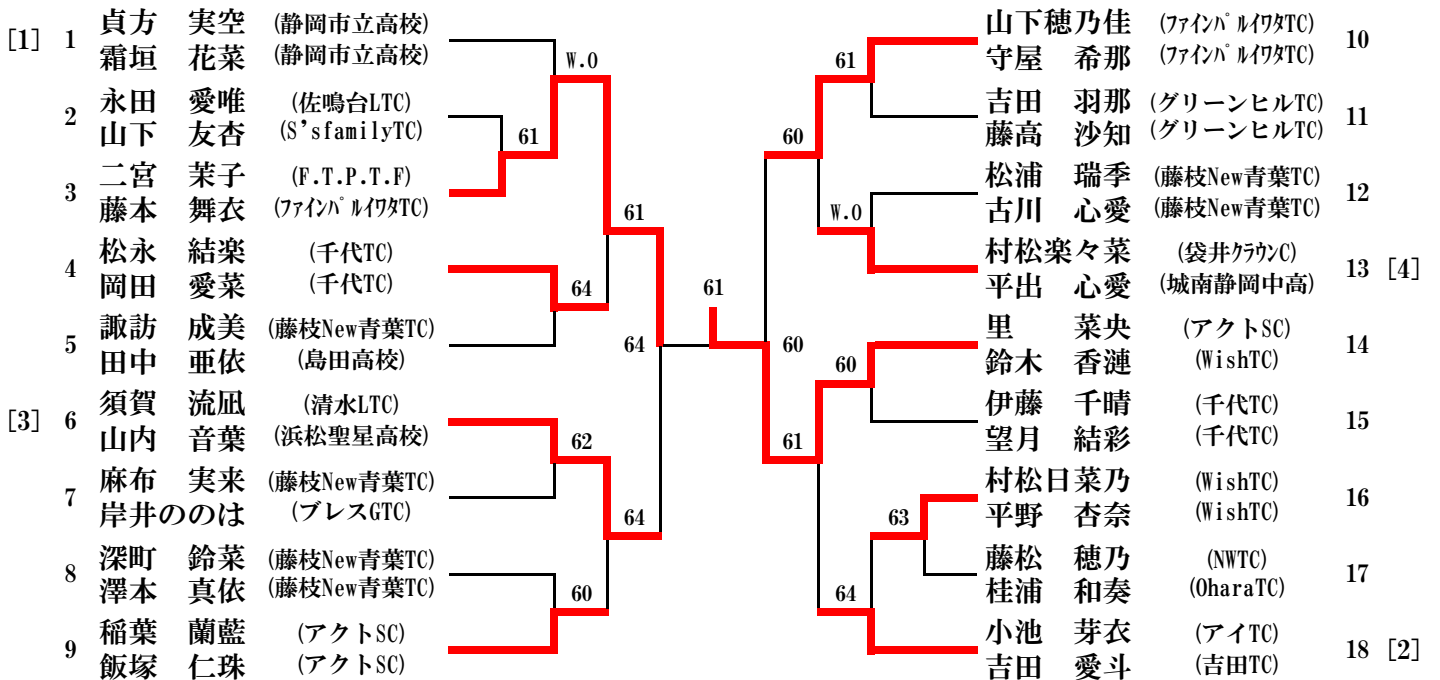 [1] 1 貞方 実空 (静岡市立高校)
霜垣 花菜 (静岡市立高校)
W.0
2 永田 愛唯 (佐鳴台LTC)
山下 友杏 (S'sfamilyTC)
61
3 二宮 茉子 (F.T.P.T.F)
藤本 舞衣 (ファインパルイワタTC)
61
4 松永 結楽 (千代TC)
岡田 愛菜 (千代TC)
64
5 諏訪 成美 (藤枝New青葉TC)
田中 亜依 (島田高校)
64
[3] 6 須賀 流凪 (清水LTC)
山内 音葉 (浜松聖星高校)
62
7 麻布 実来 (藤枝New青葉TC)
岸井ののは (ブレスGTC)
64
8 深町 鈴菜 (藤枝New青葉TC)
澤本 真依 (藤枝New青葉TC)
60
9 稲葉 蘭藍 (アクトSC)
飯塚 仁珠 (アクトSC)
61
山下穂乃佳 (ファインパルイワタTC) 10
守屋 希那 (ファインパルイワタTC)
61
吉田 羽那 (グリーンヒルTC) 11
藤高 沙知 (グリーンヒルTC)
60
松浦 瑞季 (藤枝New青葉TC) 12
古川 心愛 (藤枝New青葉TC)
W.0
村松楽々菜 (袋井クラウンC) 13 [4]
平出 心愛 (城南静岡中高)
60
里 菜央 (アクトSC) 14
鈴木 香漣 (WishTC)
60
伊藤 千晴 (千代TC) 15
望月 結彩 (千代TC)
61
村松日菜乃 (WishTC) 16
平野 杏奈 (WishTC)
63
藤松 穂乃 (NWTC) 17
桂浦 和奏 (OharaTC)
64
小池 芽衣 (アイTC) 18 [2]
吉田 愛斗 (吉田TC)